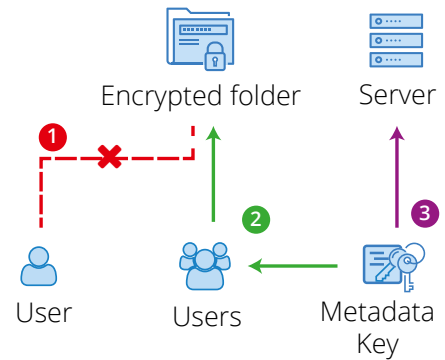 Encrypted folder
Server
1
2
3
User
Users
Metadata
Key